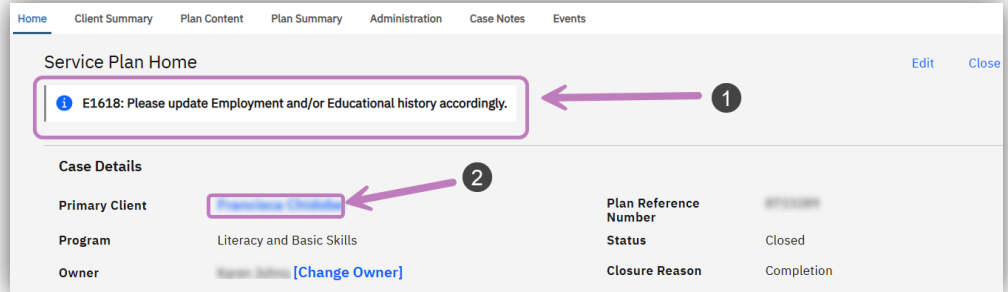 Home Client Summary Plan Content Plan Summary Administration Case Notes Events
Service Plan Home Edit Close
E1618: Please update Employment and/or Educational history accordingly. 1
Case Details
2
Primary Client Plan Reference
Number
Program Literacy and Basic Skills Status Closed
Owner [Change Owner] Closure Reason Completion